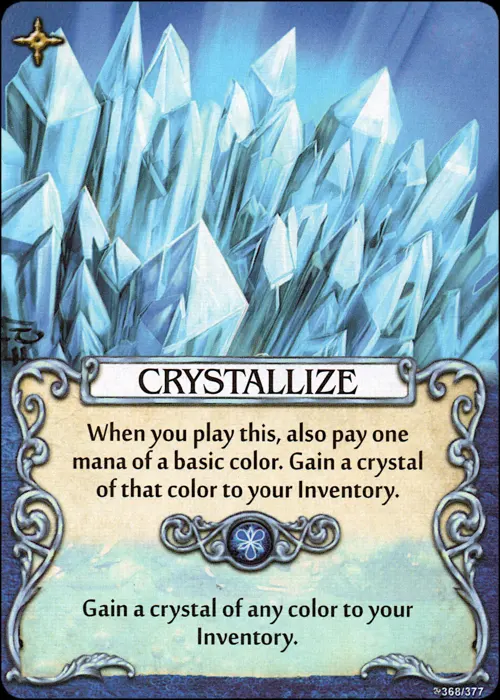 CRYSTALLIZE
When you play this, also pay one
mana of a basic color. Gain a crystal
of that color to your Inventory.
Gain a crystal of any color to your
Inventory.
368/377